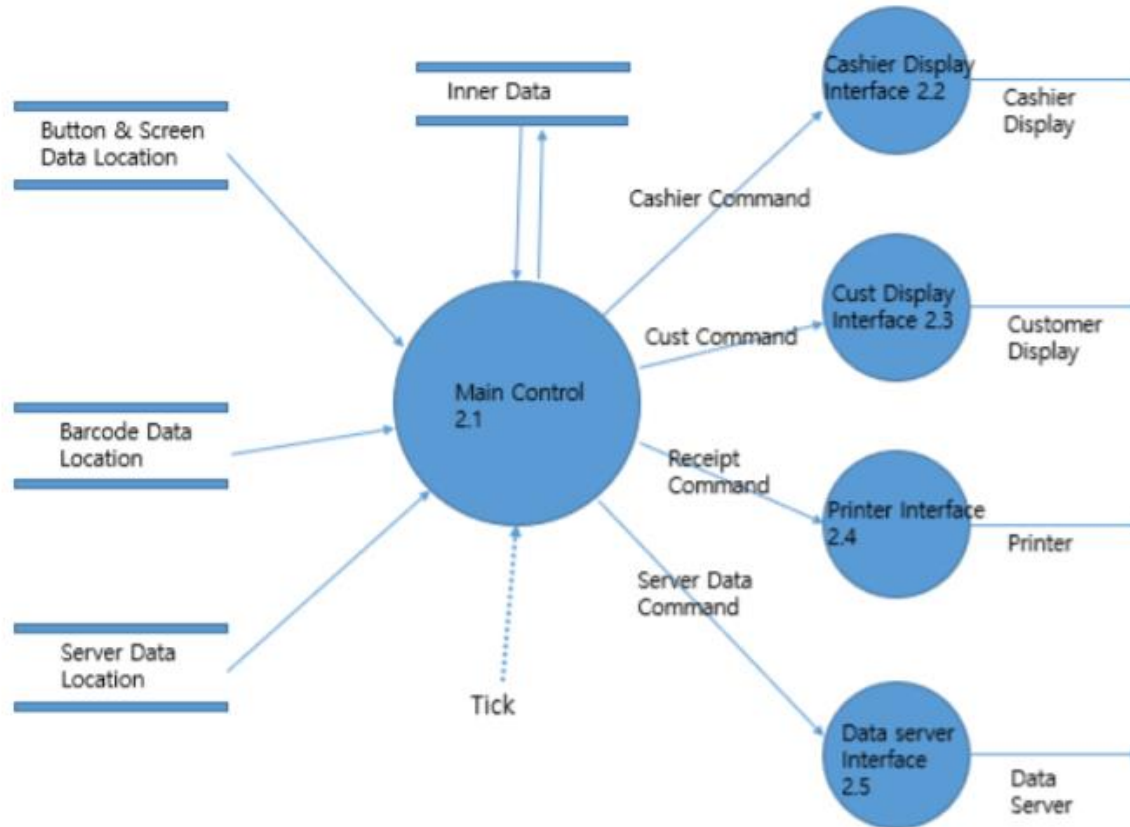 Inner Data
Button & Screen
Data Location
Cashier Display
Interface 2.2
Cashier
Display
Cashier Command
Cust Display
Interface 2.3
Customer
Display
Cust Command
Main Control
2.1
Barcode Data
Location
Receipt
Command
Printer Interface
2.4
Printer
Server Data
Command
Server Data
Location
Tick
Data server
Interface
2.5
Data
Server